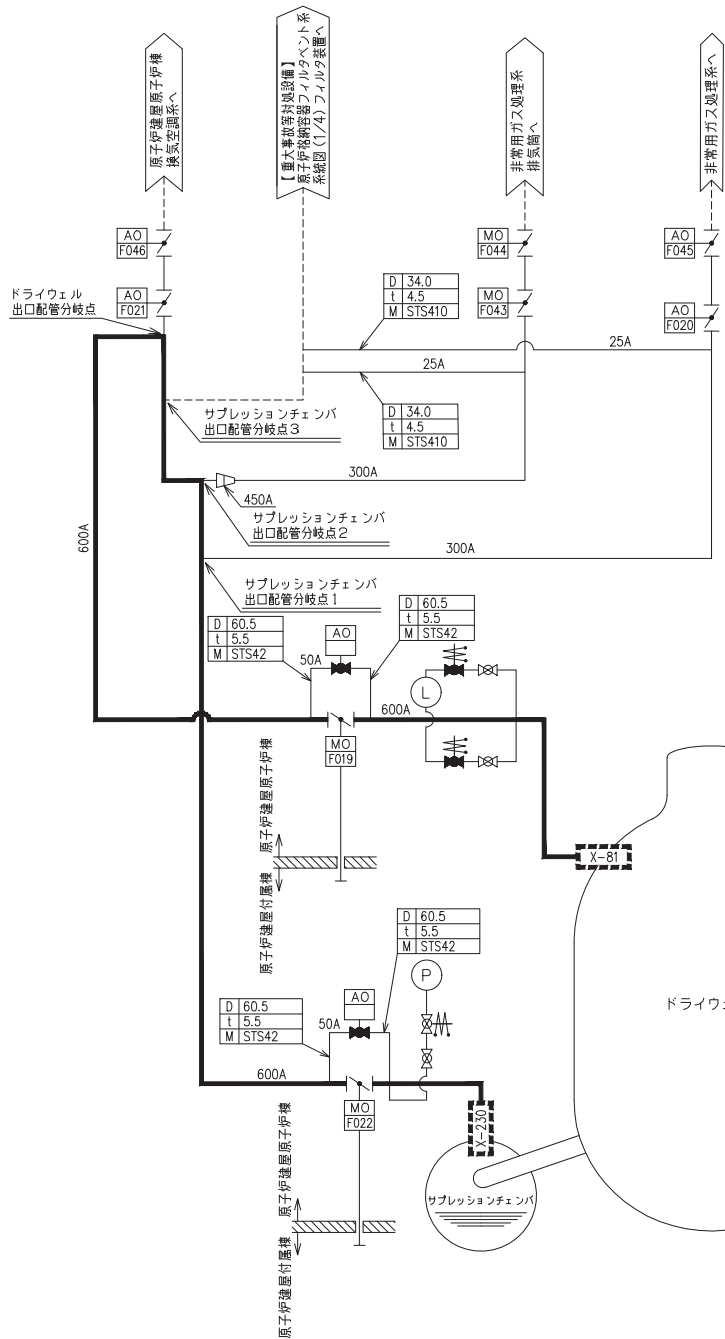 原子炉建屋原子炉棟
換気空調系へ
【重大事故等対処設備】
原子炉格納容器フィルタベント系
系統図(1/4)フィルタ装置へ
非常用ガス処理系
排気筒へ
非常用ガス処理系へ
AO
F046
MO
F044
AO
F045
AO
F021
MO
F043
AO
F020
ドライウェル
出口配管分岐点
D 34.0
t 4.5
M STS410
25A
25A
D 34.0
t 4.5
M STS410
サプレッションチェンバ
出口配管分岐点3
300A
450A
サプレッションチェンバ
出口配管分岐点2
600A
300A
サプレッションチェンバ
出口配管分岐点1
D 60.5
t 5.5
M STS42
AO
50A
D 60.5
t 5.5
M STS42
L
600A
MO
F019
原子炉建屋原子炉棟
原子炉建屋付属棟
X-81
ドライウェ
D 60.5
t 5.5
M STS42
P
D 60.5
t 5.5
M STS42
AO
50A
600A
MO
F022
X-230
サプレッションチェンバ
原子炉建屋原子炉棟
原子炉建屋付属棟